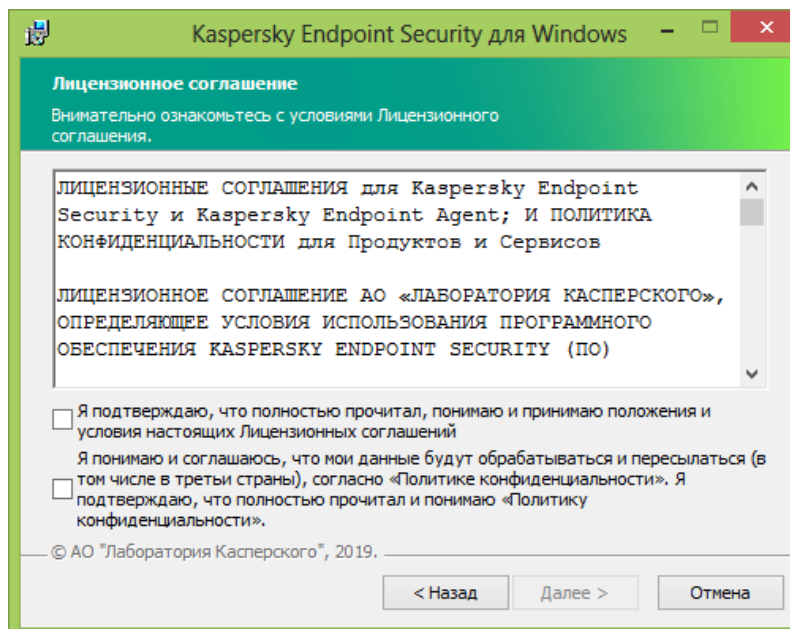 Kaspersky Endpoint Security для Windows
Лицензионное соглашение
Внимательно ознакомьтесь с условиями Лицензионного
соглашения.
ЛИЦЕНЗИОННЫЕ СОГЛАШЕНИЯ для Kaspersky Endpoint
Security и Kaspersky Endpoint Agent; И ПОЛИТИКА
КОНФИДЕНЦИАЛЬНОСТИ для Продуктов и Сервисов
ЛИЦЕНЗИОННОЕ СОГЛАШЕНИЕ АО «ЛАБОРАТОРИЯ КАСПЕРСКОГО»,
ОПРЕДЕЛЯЮЩЕЕ УСЛОВИЯ ИСПОЛЬЗОВАНИЯ ПРОГРАММНОГО
ОБЕСПЕЧЕНИЯ KASPERSKY ENDPOINT SECURITY (ПО)
Я подтверждаю, что полностью прочитал, понимаю и принимаю положения и
условия настоящих Лицензионных соглашений
Я понимаю и соглашаюсь, что мои данные будут обрабатываться и пересылаться (в
том числе в третьи страны), согласно «Политике конфиденциальности». Я
подтверждаю, что полностью прочитал и понимаю «Политику
конфиденциальности».
© АО "Лаборатория Касперского", 2019.
< Назад
Далее >
Отмена